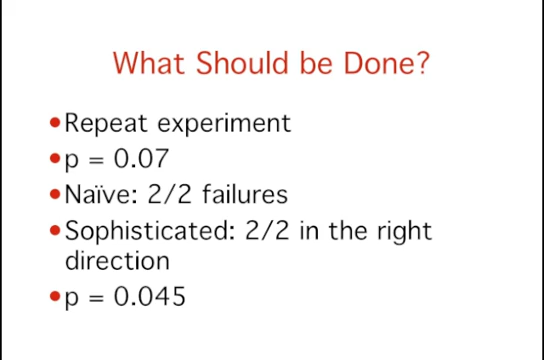 What Should be Done?
•Repeat experiment
•p = 0.07
•Naïve: 2/2 failures
•Sophisticated: 2/2 in the right
direction
•p = 0.045